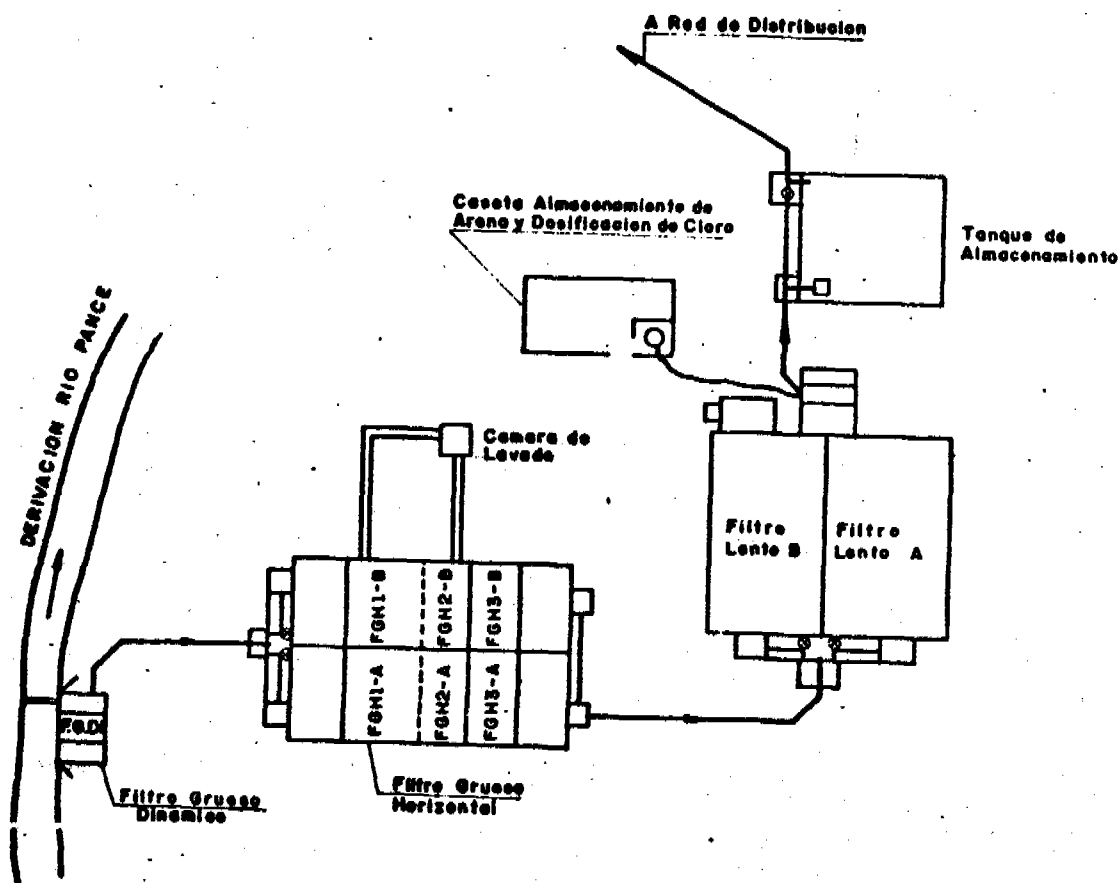 A Red de Distribucion
Caseta Almacenamiento de
Arena y Dosificacion de Cloro
Tanque de
Almacenamiento
DERIVACION RIO PANCE
Camara de
Lavado
Filtro
Lento B
Filtro
Lento A
FGH1-B
FGH2-B
FGH3-B
FGH1-A
FGH2-A
FGH3-A
F.G.DI
Filtro Grueso
Dinamico
Filtro Grueso
Horizontal